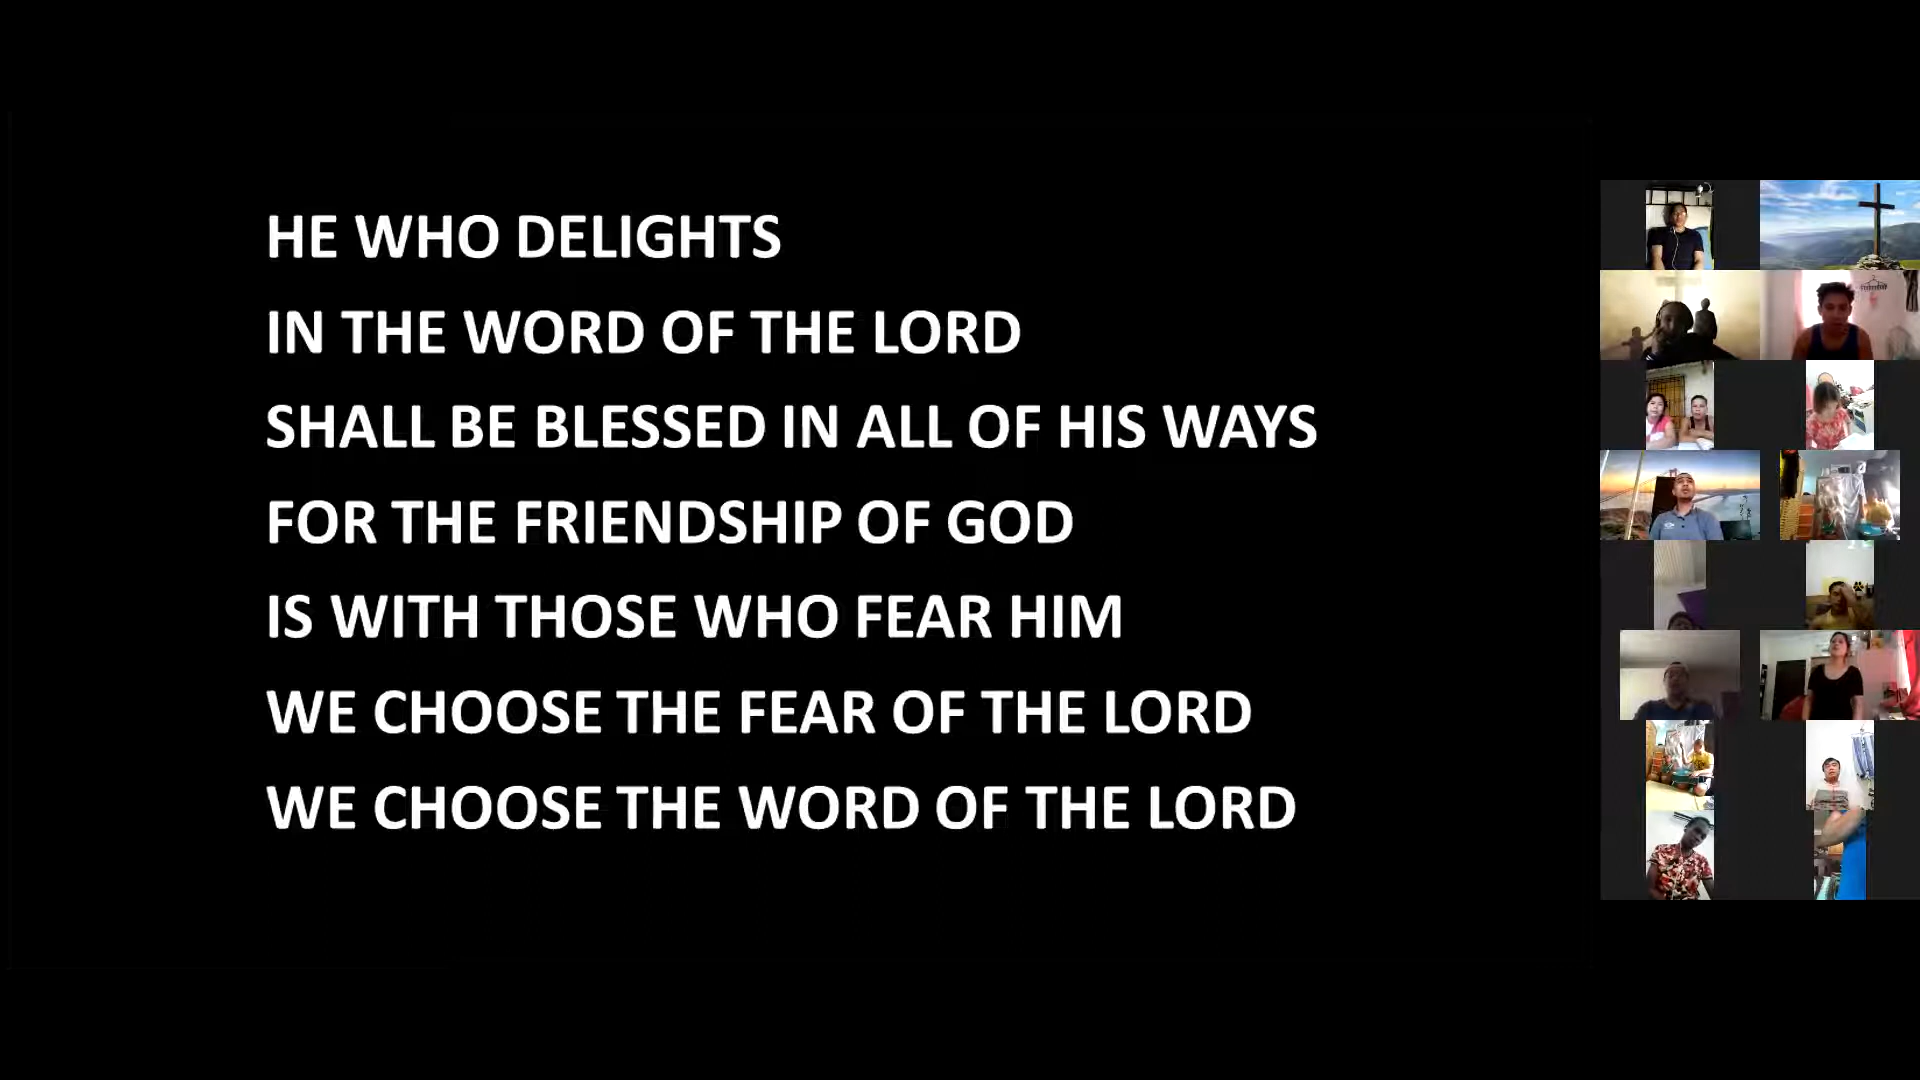 HE WHO DELIGHTS
IN THE WORD OF THE LORD
SHALL BE BLESSED IN ALL OF HIS WAYS
FOR THE FRIENDSHIP OF GOD
IS WITH THOSE WHO FEAR HIM
WE CHOOSE THE FEAR OF THE LORD
WE CHOOSE THE WORD OF THE LORD